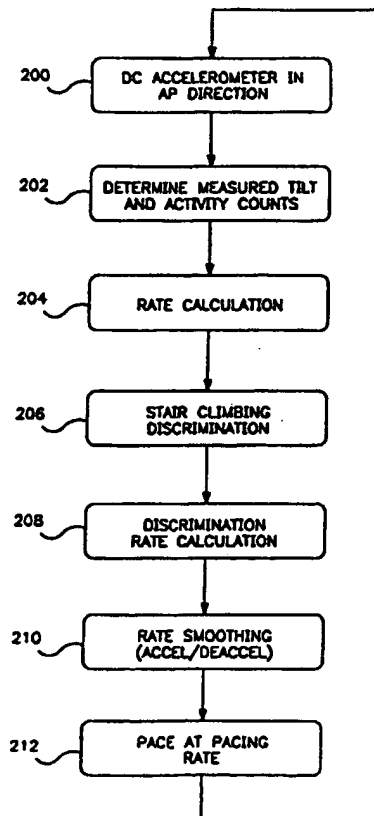 200
DC ACCELEROMETER IN
AP DIRECTION
202
DETERMINE MEASURED TILT
AND ACTIVITY COUNTS
204
RATE CALCULATION
206
STAIR CLIMBING
DISCRIMINATION
208
DISCRIMINATION
RATE CALCULATION
210
RATE SMOOTHING
(ACCEL/DEACCEL)
212
PACE AT PACING
RATE